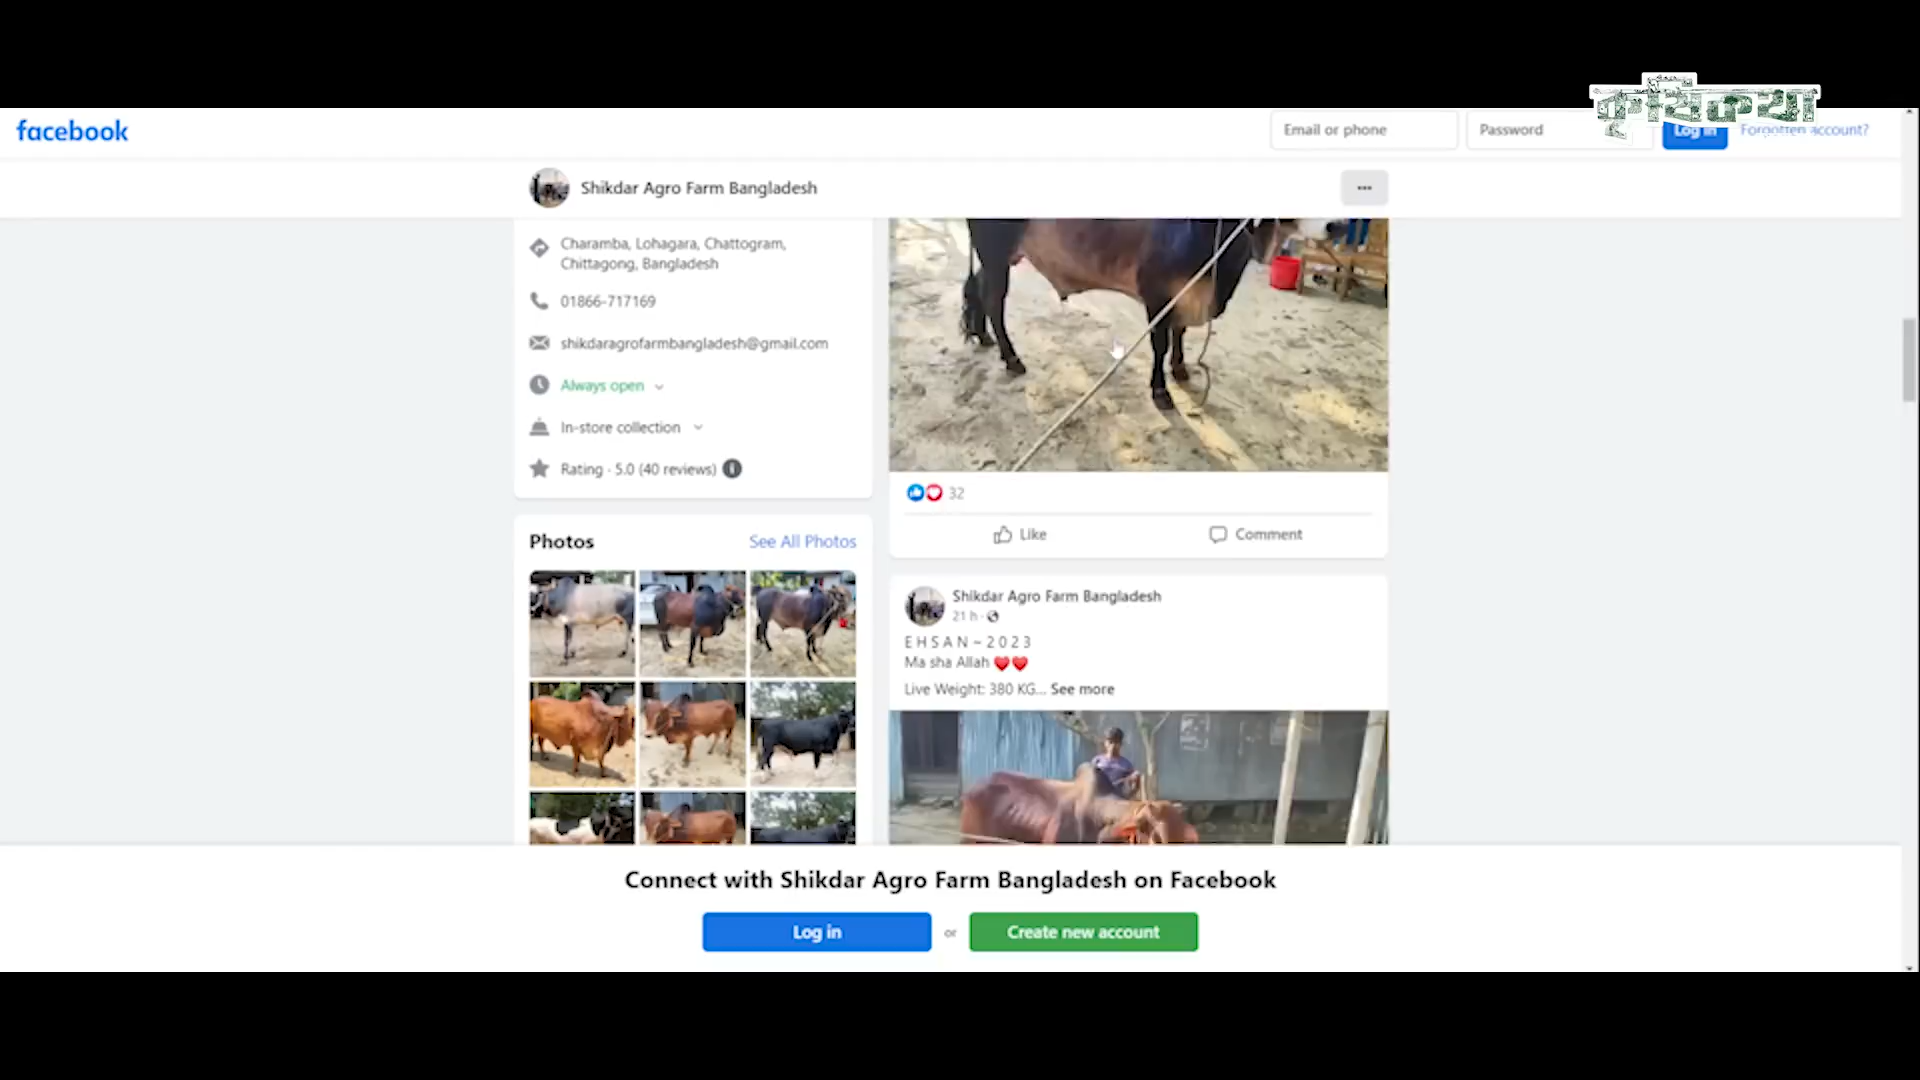 কৃষিকথা
facebook
Email or phone
Password
Log In
Forgotten account?
Shikdar Agro Farm Bangladesh
Charamba, Lohagara, Chattogram,
Chittagong, Bangladesh
01866-717169
shikdaragrofarmbangladesh@gmail.com
Always open
In-store collection
Rating · 5.0 (40 reviews)
Photos
See All Photos
32
Like
Comment
Shikdar Agro Farm Bangladesh
21 h ·
E H S A N ~ 2 0 2 3
Ma sha Allah ❤️❤️
Live Weight: 380 KG... See more
Connect with Shikdar Agro Farm Bangladesh on Facebook
Log in
or
Create new account